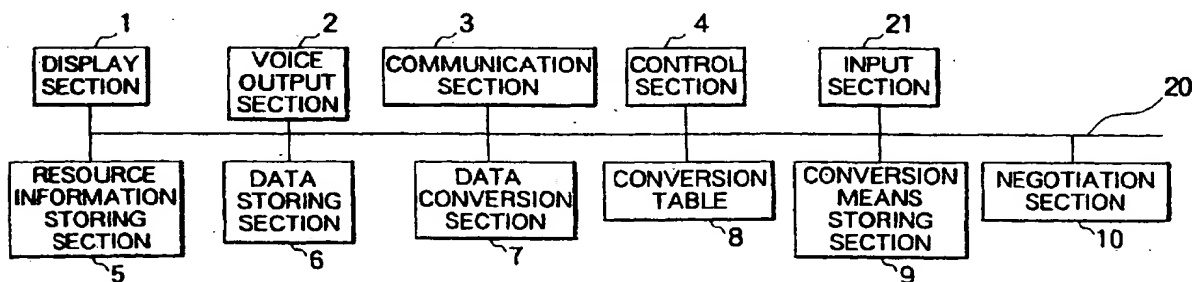 1
DISPLAY
SECTION
2
VOICE
OUTPUT
SECTION
3
COMMUNICATION
SECTION
4
CONTROL
SECTION
21
INPUT
SECTION
20
RESOURCE
INFORMATION
STORING
SECTION
5
DATA
STORING
SECTION
6
DATA
CONVERSION
SECTION
7
CONVERSION
TABLE
8
CONVERSION
MEANS
STORING
SECTION
9
NEGOTIATION
SECTION
10